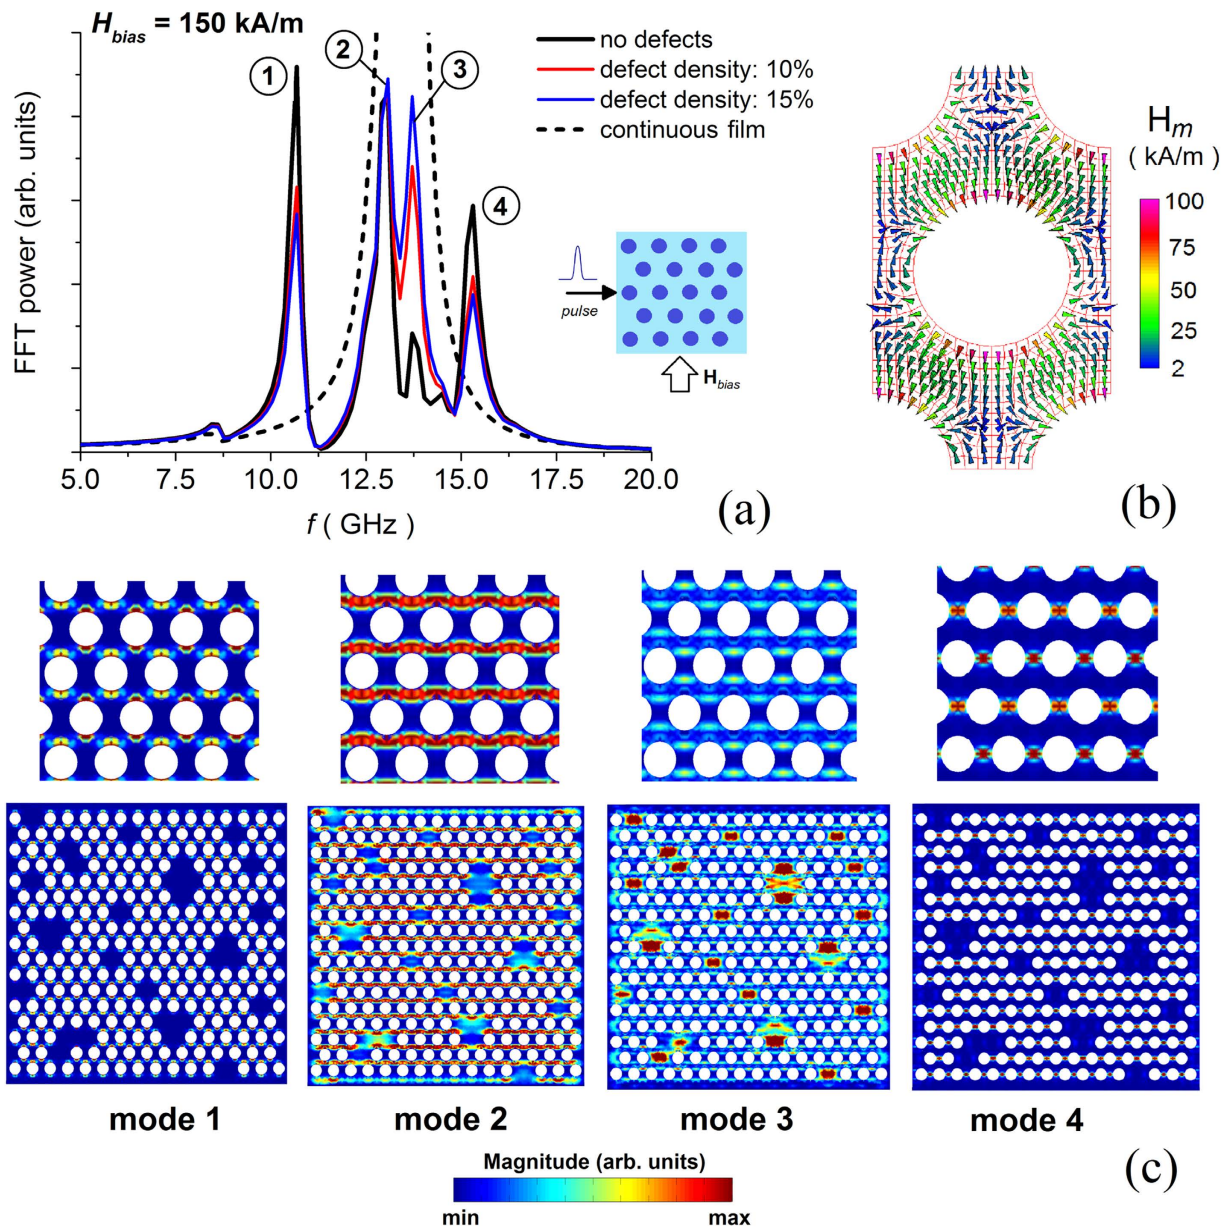 H_bias = 150 kA/m
FFT power (arb. units)
1
2
3
4
no defects
defect density: 10%
defect density: 15%
continuous film
pulse
H_bias
5.0 7.5 10.0 12.5 15.0 17.5 20.0
f ( GHz )
(a)
H_m
( kA/m )
100
75
50
25
2
(b)
mode 1 mode 2 mode 3 mode 4
(c)
Magnitude (arb. units)
min max